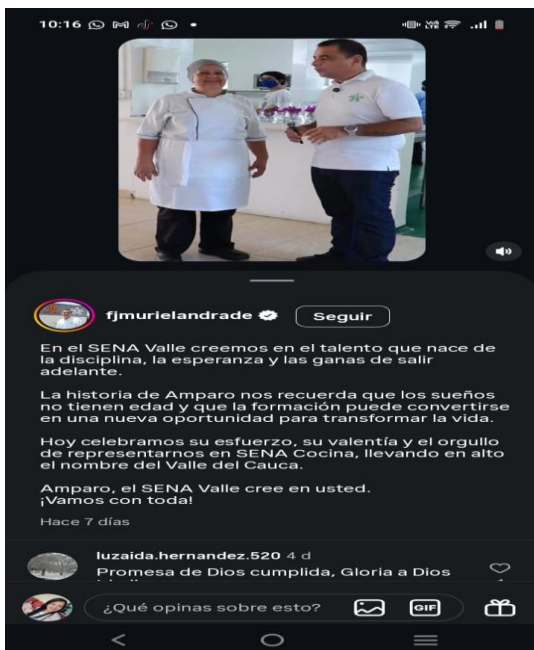 10:16
VoWiFi LTE
fjmurielandrade
Seguir
En el SENA Valle creemos en el talento que nace de
la disciplina, la esperanza y las ganas de salir
adelante.
La historia de Amparo nos recuerda que los sueños
no tienen edad y que la formación puede convertirse
en una nueva oportunidad para transformar la vida.
Hoy celebramos su esfuerzo, su valentía y el orgullo
de representarnos en SENA Cocina, llevando en alto
el nombre del Valle del Cauca.
Amparo, el SENA Valle cree en usted.
¡Vamos con toda!
Hace 7 días
luzaida.hernandez.520 4 d
Promesa de Dios cumplida, Gloria a Dios
¿Qué opinas sobre esto?
GIF